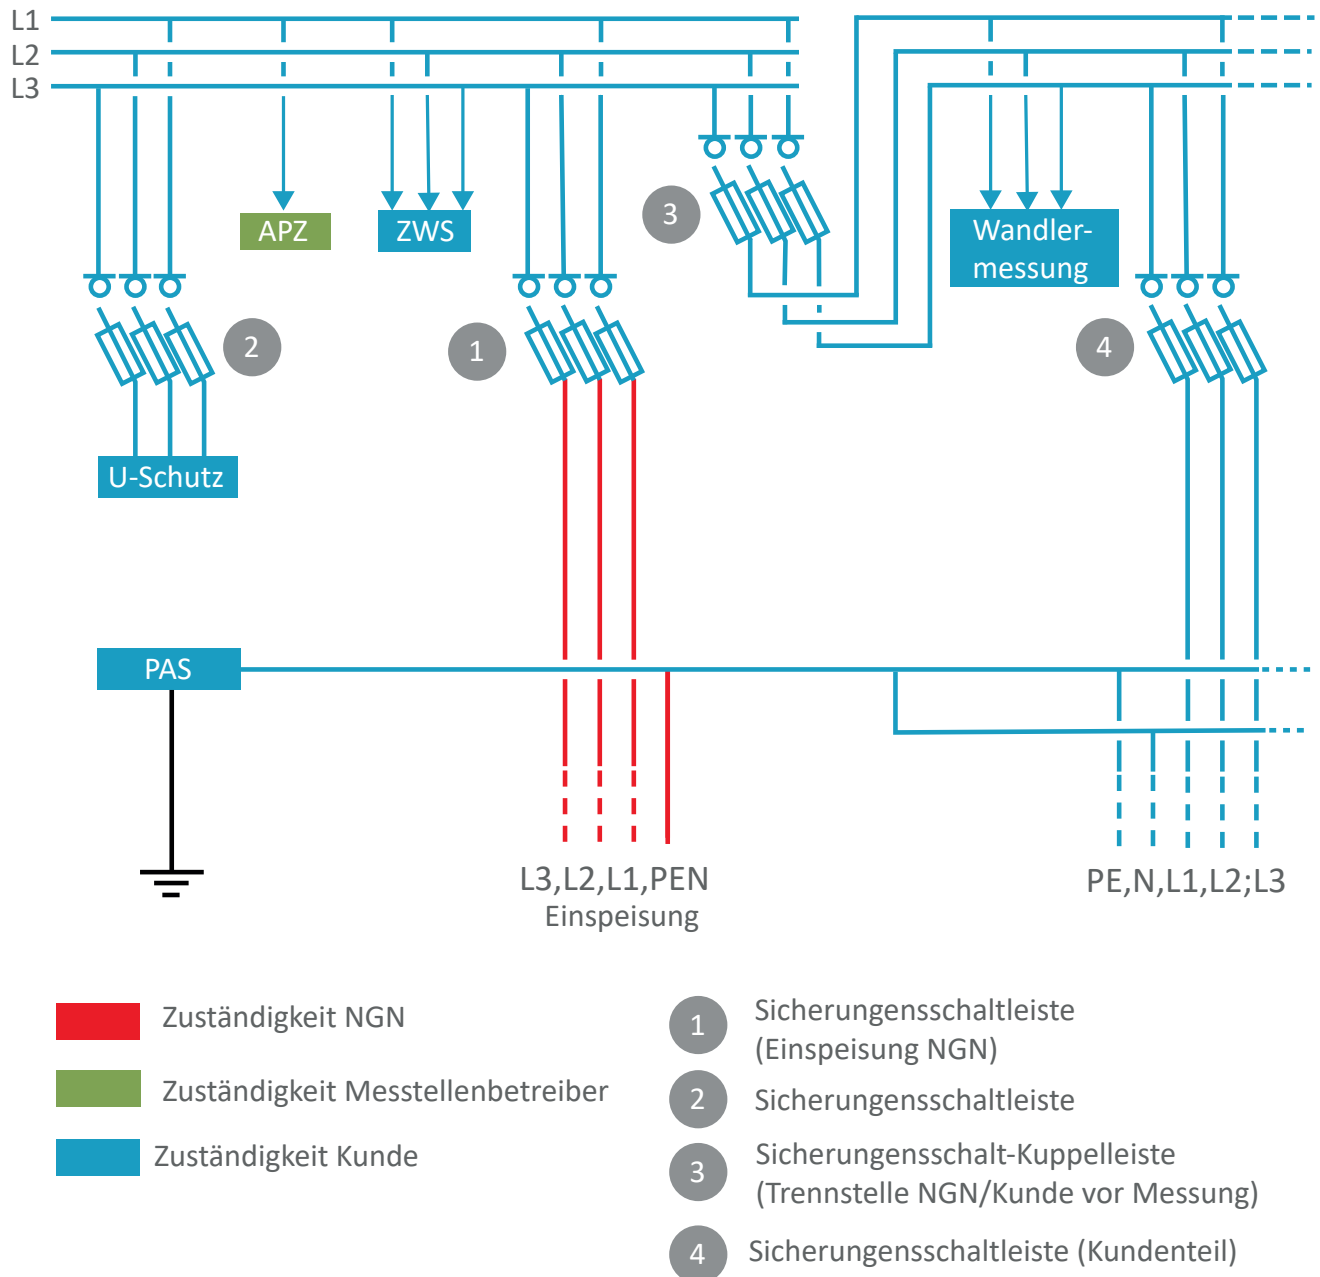 L1
L2
L3
APZ
ZWS
3
Wandler-
messung
2
1
4
U-Schutz
PAS
L3,L2,L1,PEN
Einspeisung
PE,N,L1,L2;L3
Zuständigkeit NGN
Zuständigkeit Messtellenbetreiber
Zuständigkeit Kunde
1
Sicherungensschaltleiste
(Einspeisung NGN)
2
Sicherungensschaltleiste
3
Sicherungensschalt-Kuppelleiste
(Trennstelle NGN/Kunde vor Messung)
4
Sicherungensschaltleiste (Kundenteil)